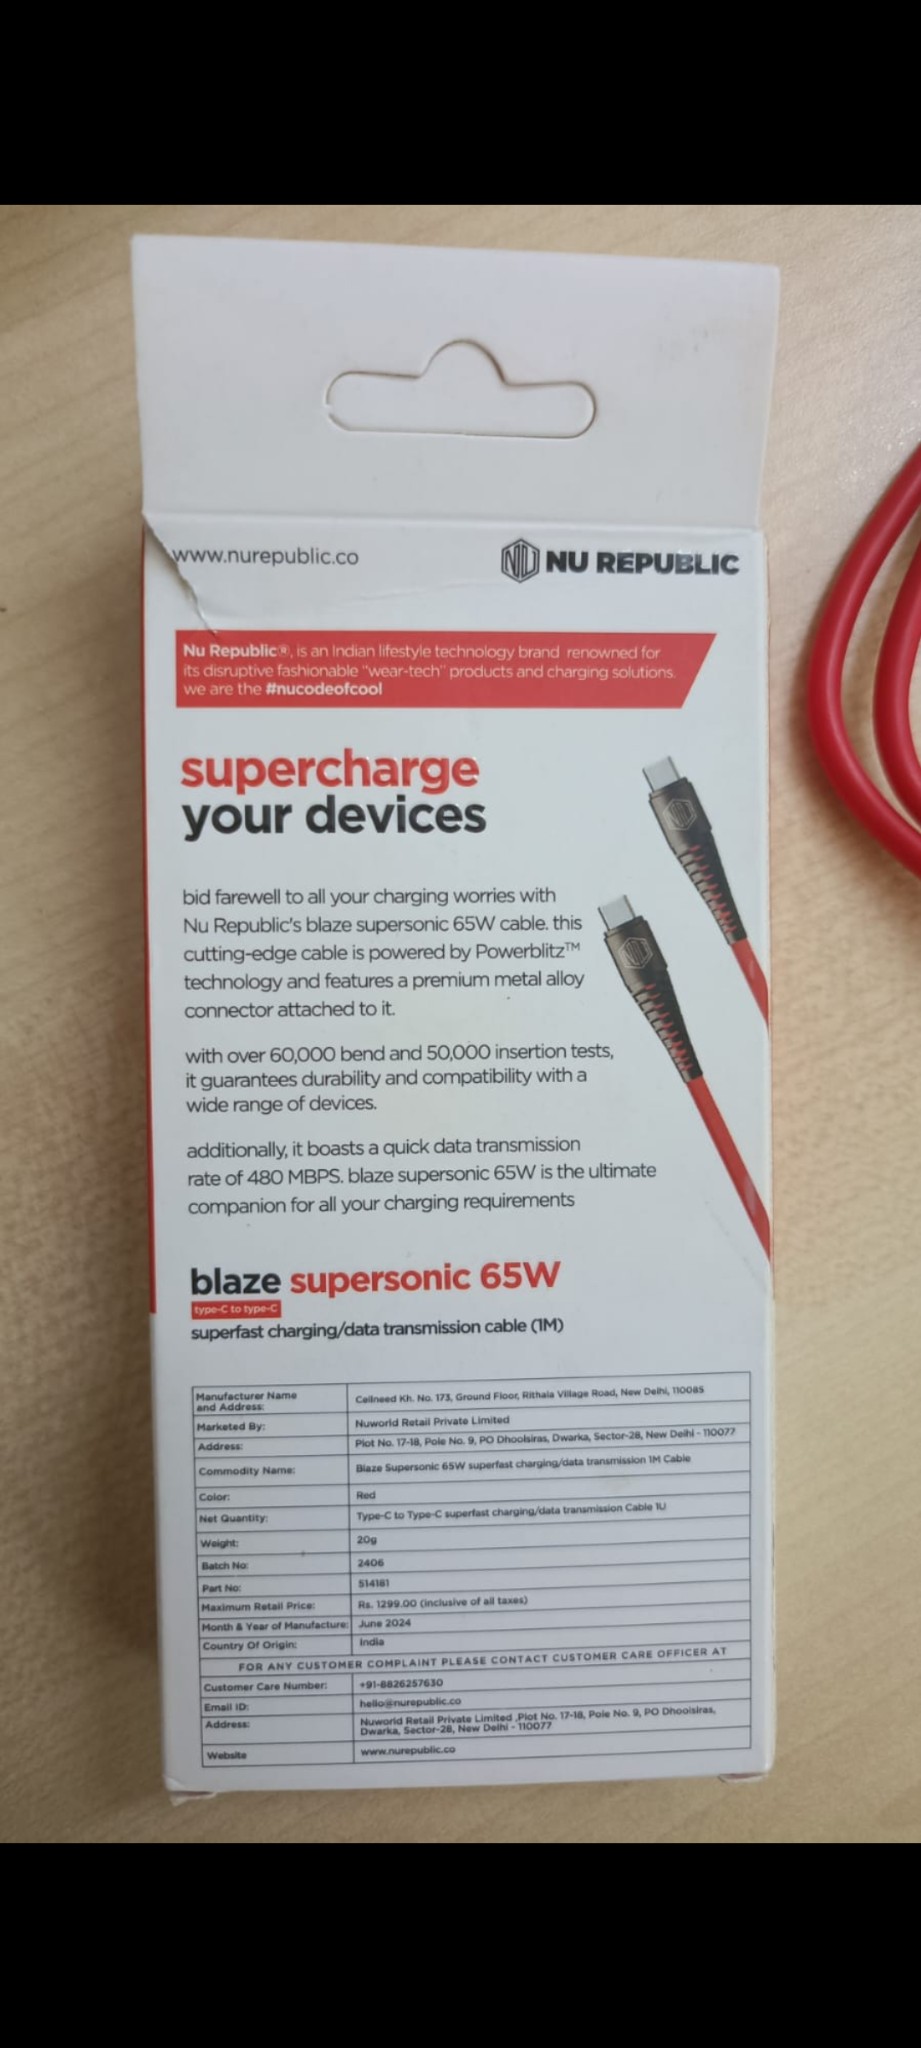 www.nurepublic.co
NU REPUBLIC
Nu Republic®, is an Indian lifestyle technology brand renowned for
its disruptive fashionable "wear-tech" products and charging solutions.
we are the #nucodeofcool
supercharge
your devices
bid farewell to all your charging worries with
Nu Republic's blaze supersonic 65W cable. this
cutting-edge cable is powered by Powerblitz™
technology and features a premium metal alloy
connector attached to it.
with over 60,000 bend and 50,000 insertion tests,
it guarantees durability and compatibility with a
wide range of devices.
additionally, it boasts a quick data transmission
rate of 480 MBPS. blaze supersonic 65W is the ultimate
companion for all your charging requirements
blaze supersonic 65W
type-C to type-C
superfast charging/data transmission cable (1M)
Manufacturer Name
and Address: Cellneed Kh. No. 173, Ground Floor, Rithala Village Road, New Delhi, 110085
Marketed By: Nuworld Retail Private Limited
Address: Plot No. 17-18, Pole No. 9, PO Dhoolsiras, Dwarka, Sector-28, New Delhi - 110077
Commodity Name: Blaze Supersonic 65W superfast charging/data transmission 1M Cable
Color: Red
Net Quantity: Type-C to Type-C superfast charging/data transmission Cable 1U
Weight: 20g
Batch No: 2406
Part No: 514181
Maximum Retail Price: Rs. 1299.00 (inclusive of all taxes)
Month & Year of Manufacture: June 2024
Country Of Origin: India
FOR ANY CUSTOMER COMPLAINT PLEASE CONTACT CUSTOMER CARE OFFICER AT
Customer Care Number: +91-8826257630
Email ID: hello@nurepublic.co
Address: Nuworld Retail Private Limited ,Plot No. 17-18, Pole No. 9, PO Dhoolsiras,
Dwarka, Sector-28, New Delhi - 110077
Website www.nurepublic.co